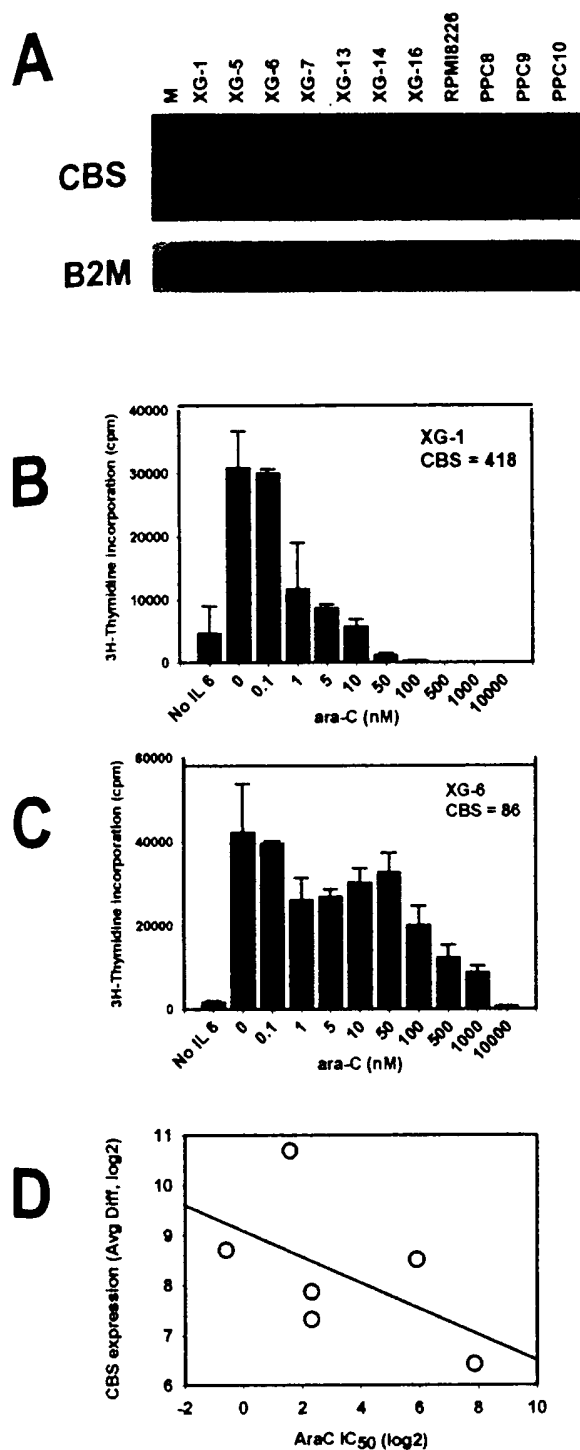 A
M XG-1 XG-5 XG-6 XG-7 XG-13 XG-14 XG-16 RPMI8226 PPC8 PPC9 PPC10
CBS
B2M
B
3H-Thymidine incorporation (cpm)
40000
30000
20000
10000
0
XG-1
CBS = 418
No IL 6 0 0.1 1 5 10 50 100 500 1000 10000
ara-C (nM)
C
3H-Thymidine incorporation (cpm)
60000
40000
20000
0
XG-6
CBS = 86
No IL 6 0 0.1 1 5 10 50 100 500 1000 10000
ara-C (nM)
D
CBS expression (Avg Diff, log2)
11
10
9
8
7
6
-2 0 2 4 6 8 10
AraC IC50 (log2)